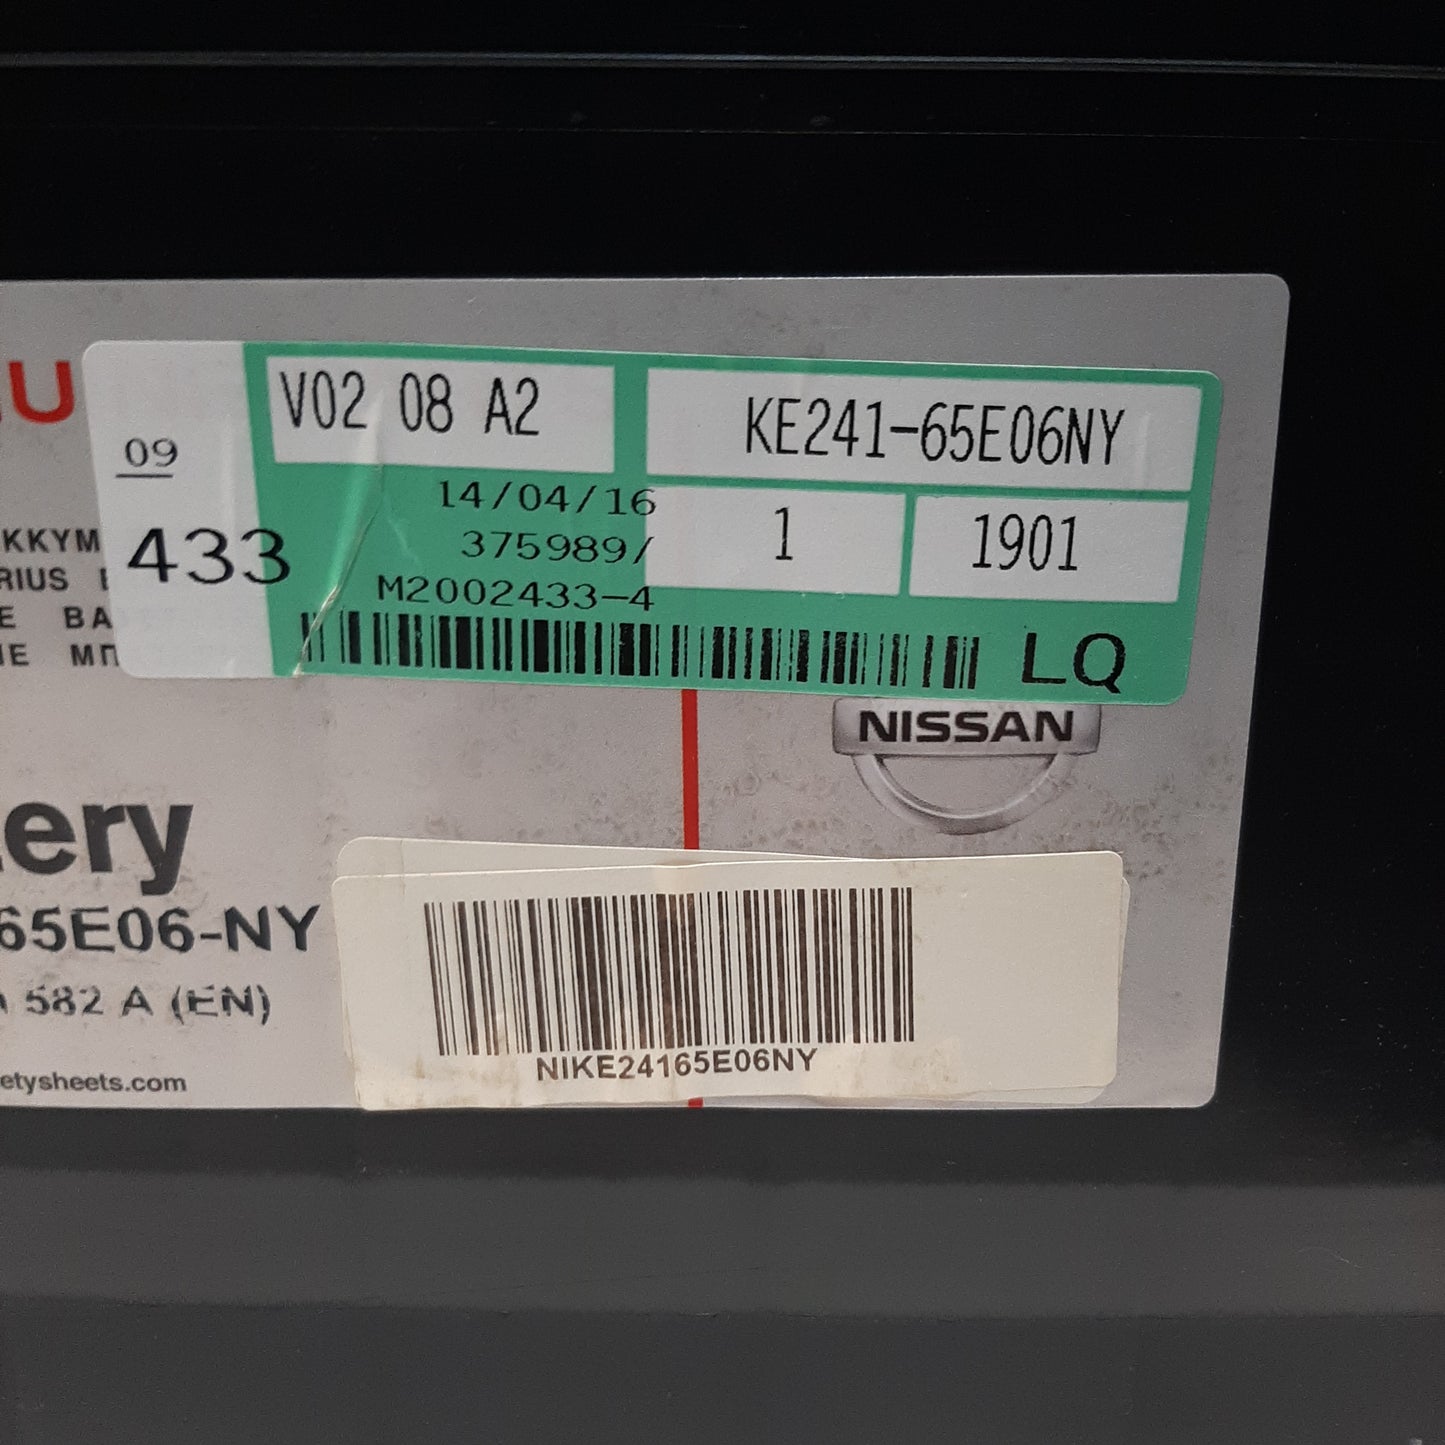 V02 08 A2
KE241-65E06NY
09
433
14/04/16
1
1901
375989/
M2002433-4
LQ
NISSAN
65E06-NY
582 A (EN)
NIKE24165E06NY
etysheets.com